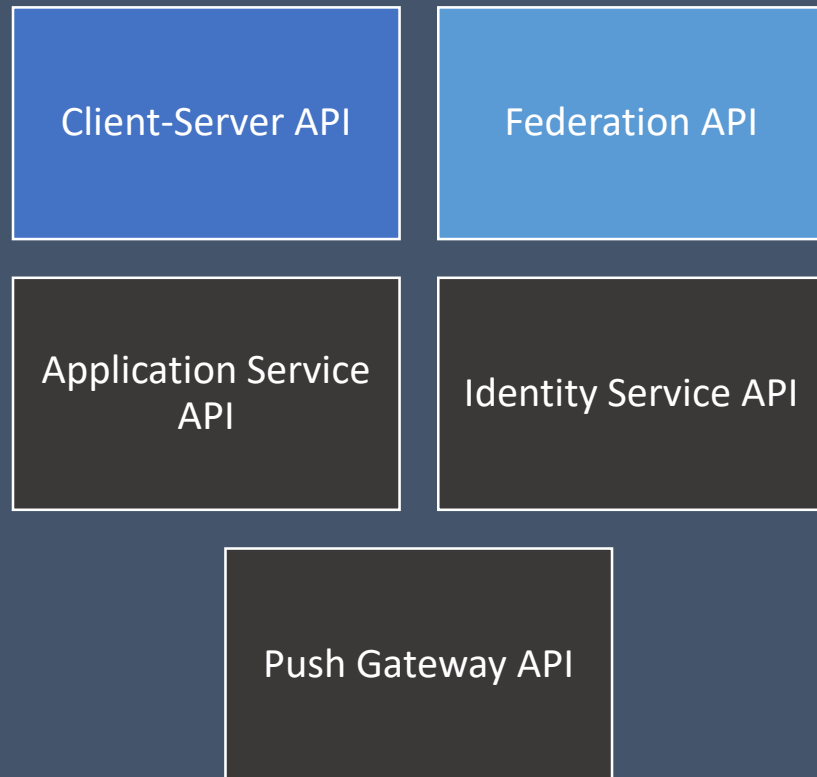 Client-Server API
Federation API
Application Service
API
Identity Service API
Push Gateway API